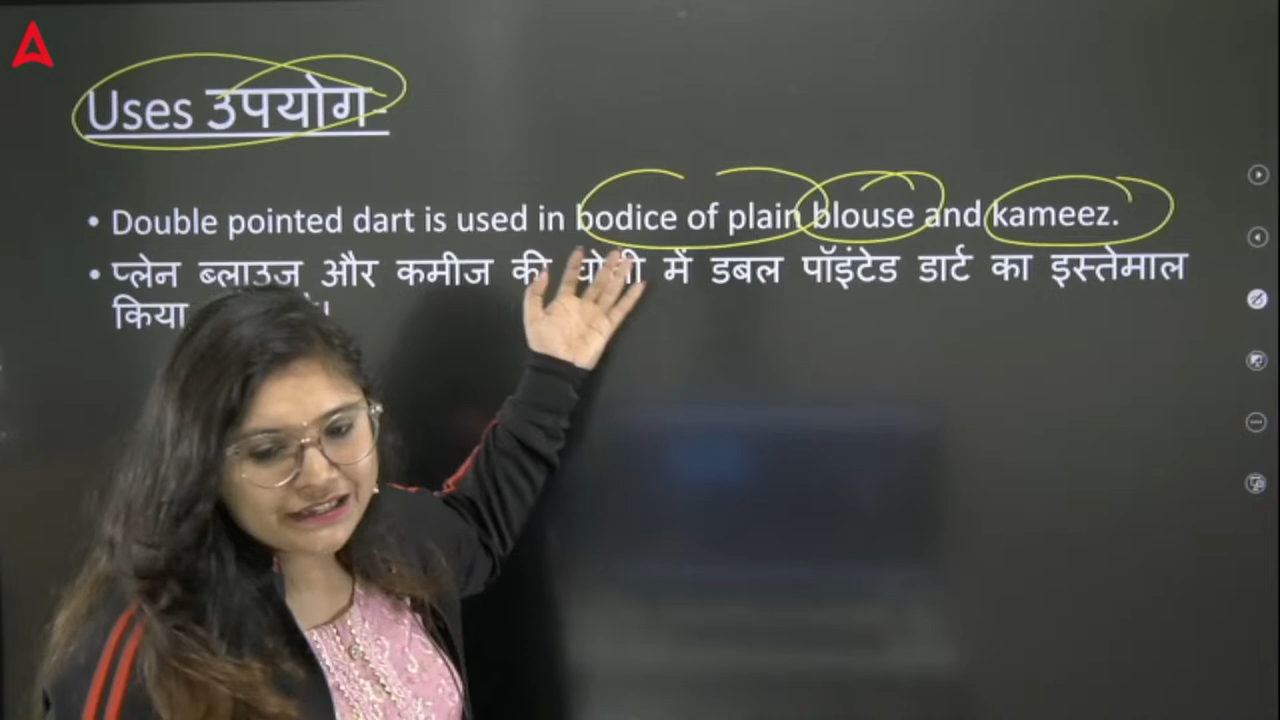 Uses उपयोग-
• Double pointed dart is used in bodice of plain blouse and kameez.
• प्लेन ब्लाउज और कमीज की में डबल पॉइंटेड डार्ट का इस्तेमाल
किया